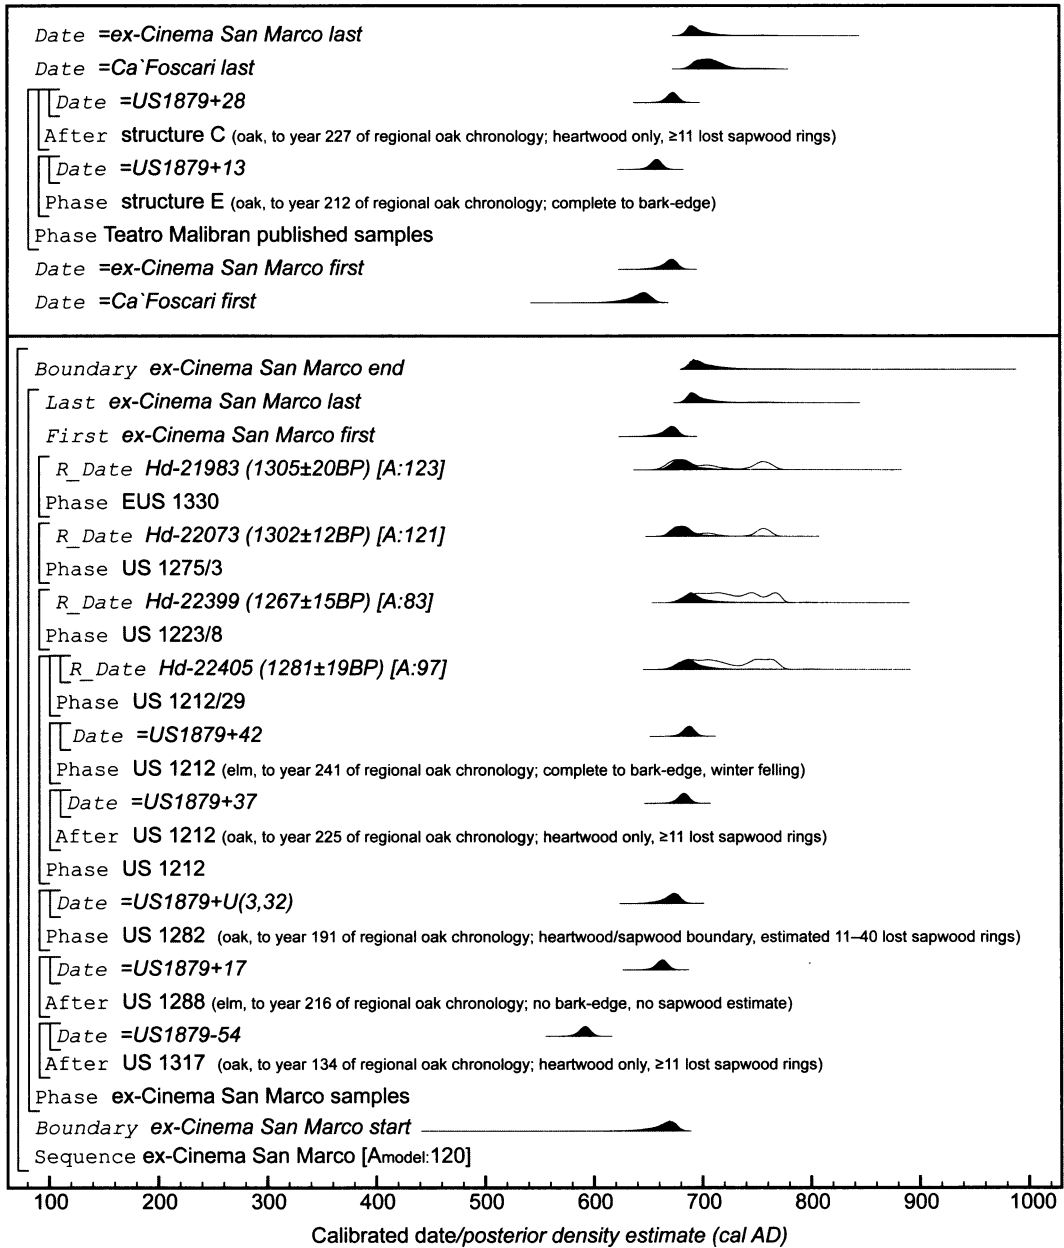 Date =ex-Cinema San Marco last
Date =Ca`Foscari last
Date =US1879+28
After structure C (oak, to year 227 of regional oak chronology; heartwood only, ≥11 lost sapwood rings)
Date =US1879+13
Phase structure E (oak, to year 212 of regional oak chronology; complete to bark-edge)
Phase Teatro Malibran published samples
Date =ex-Cinema San Marco first
Date =Ca`Foscari first
Boundary ex-Cinema San Marco end
Last ex-Cinema San Marco last
First ex-Cinema San Marco first
R_Date Hd-21983 (1305±20BP) [A:123]
Phase EUS 1330
R_Date Hd-22073 (1302±12BP) [A:121]
Phase US 1275/3
R_Date Hd-22399 (1267±15BP) [A:83]
Phase US 1223/8
R_Date Hd-22405 (1281±19BP) [A:97]
Phase US 1212/29
Date =US1879+42
Phase US 1212 (elm, to year 241 of regional oak chronology; complete to bark-edge, winter felling)
Date =US1879+37
After US 1212 (oak, to year 225 of regional oak chronology; heartwood only, ≥11 lost sapwood rings)
Phase US 1212
Date =US1879+U(3,32)
Phase US 1282 (oak, to year 191 of regional oak chronology; heartwood/sapwood boundary, estimated 11–40 lost sapwood rings)
Date =US1879+17
After US 1288 (elm, to year 216 of regional oak chronology; no bark-edge, no sapwood estimate)
Date =US1879-54
After US 1317 (oak, to year 134 of regional oak chronology; heartwood only, ≥11 lost sapwood rings)
Phase ex-Cinema San Marco samples
Boundary ex-Cinema San Marco start
Sequence ex-Cinema San Marco [Amodel:120]
100 200 300 400 500 600 700 800 900 1000
Calibrated date/posterior density estimate (cal AD)